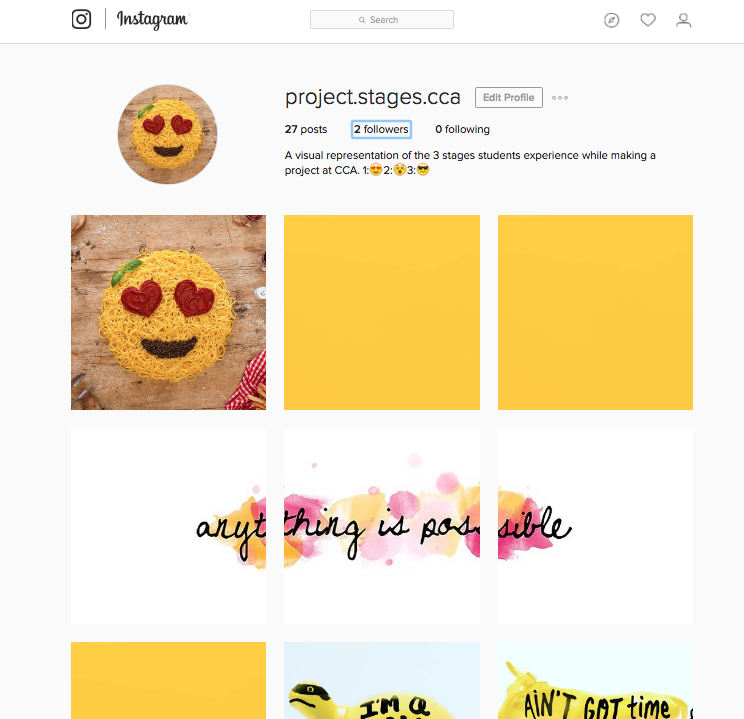 Instagram
Search
project.stages.cca
Edit Profile
27 posts
2 followers
0 following
A visual representation of the 3 stages students experience while making a
project at CCA. 1:😍2:😵3:😎
anything is possible
I'M A
AIN'T GOT time